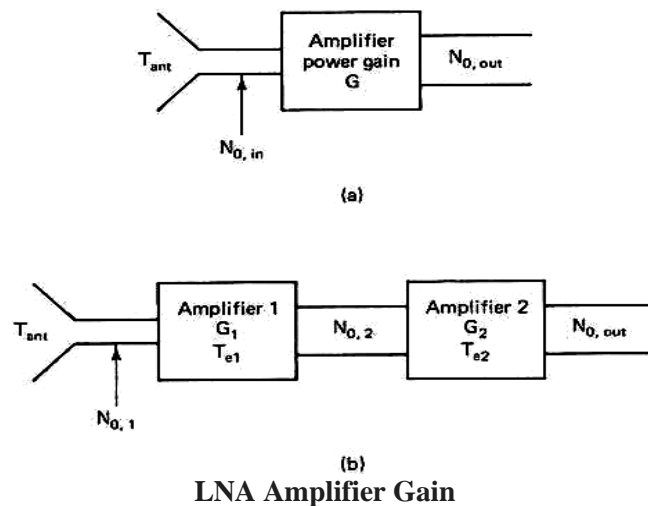 T_ant
Amplifier
power gain
G
N_0, out
N_0, in
(a)
T_ant
Amplifier 1
G_1
T_e1
N_0, 2
Amplifier 2
G_2
T_e2
N_0, out
N_0, 1
(b)
LNA Amplifier Gain